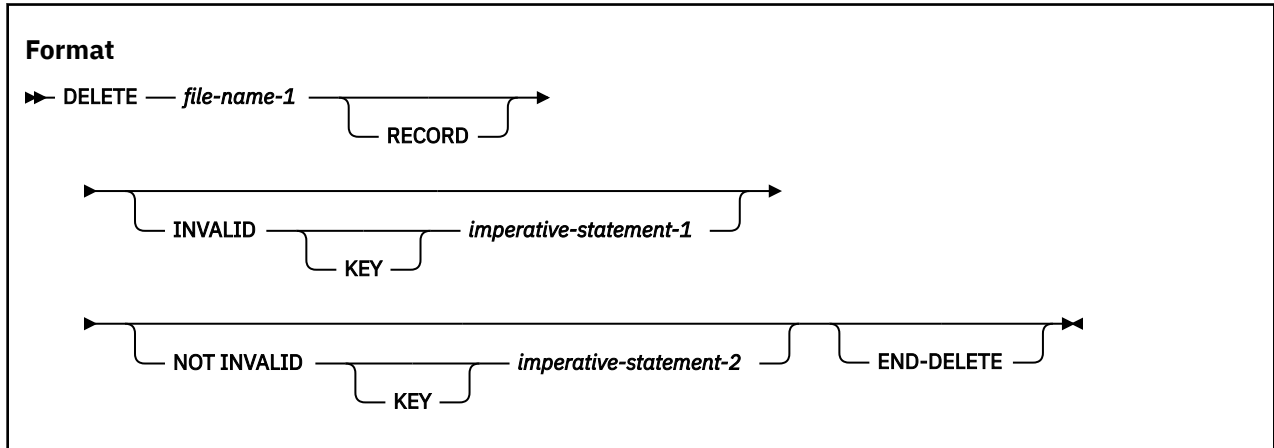 Format
DELETE file-name-1
RECORD
INVALID KEY imperative-statement-1
NOT INVALID KEY imperative-statement-2 END-DELETE